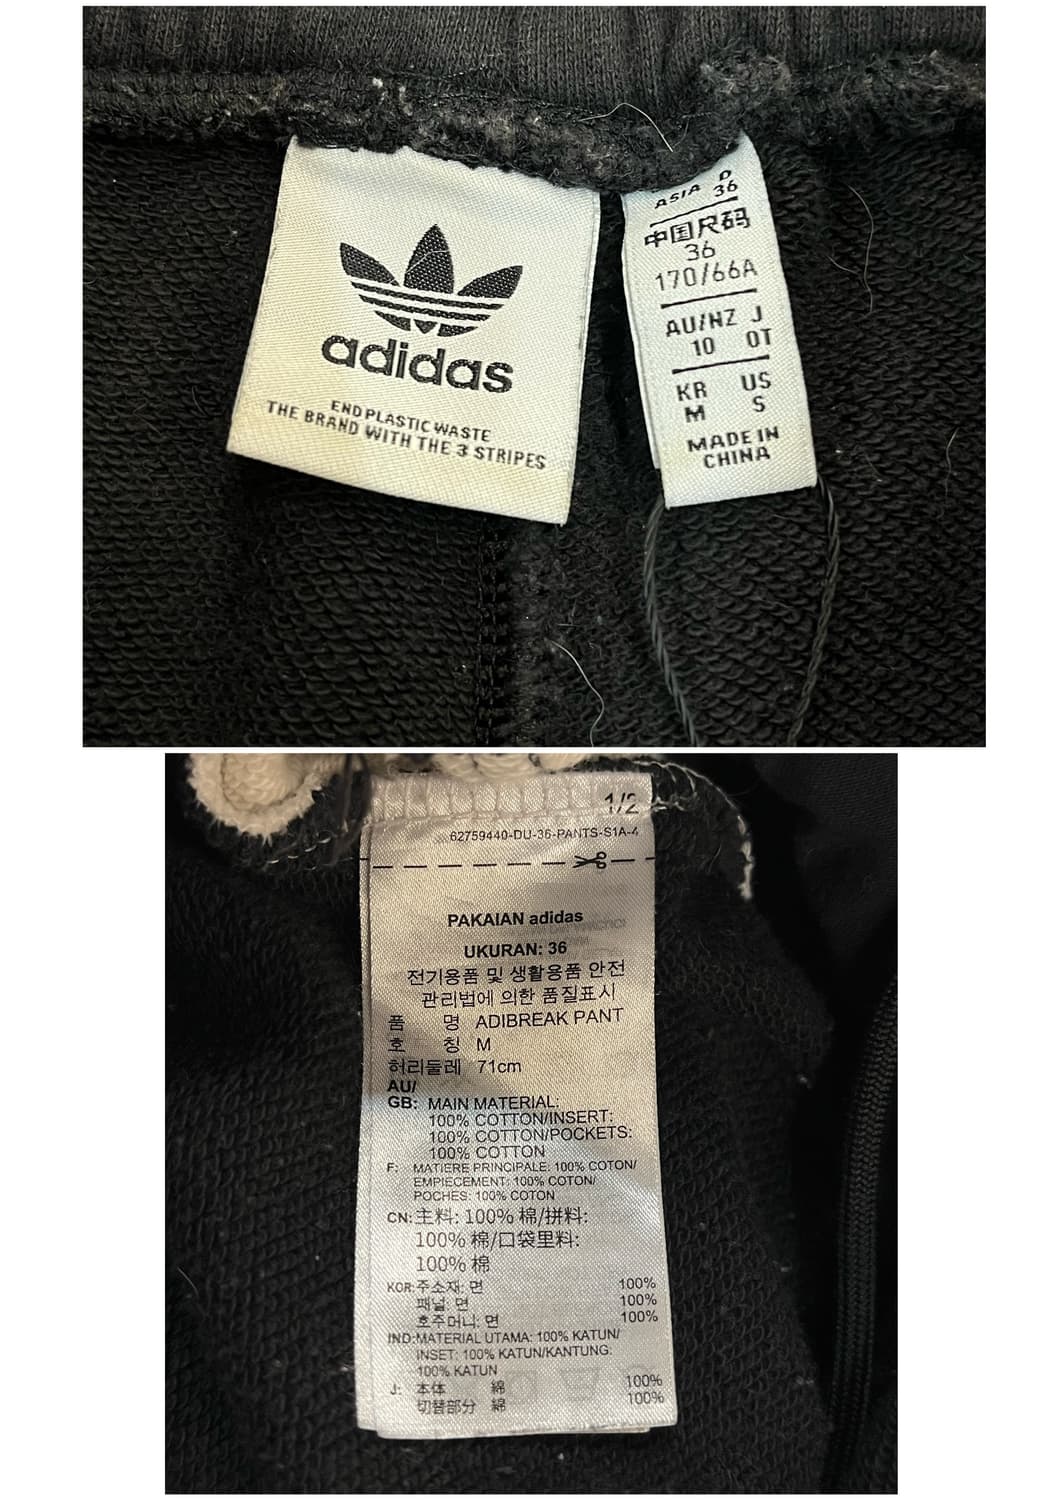 adidas
END PLASTIC WASTE
THE BRAND WITH THE 3 STRIPES
ASIA D
36
中国尺码
36
170/66A
AU/NZ J
10 OT
KR US
M S
MADE IN
CHINA
1/2
62759440-DU-36-PANTS-S1A-4
PAKAIAN adidas
UKURAN: 36
전기용품 및 생활용품 안전
관리법에 의한 품질표시
품 명 ADIBREAK PANT
호 칭 M
허리둘레 71cm
AU/
GB: MAIN MATERIAL:
100% COTTON/INSERT:
100% COTTON/POCKETS:
100% COTTON
F: MATIERE PRINCIPALE: 100% COTON/
EMPIECEMENT: 100% COTON/
POCHES: 100% COTON
CN: 主料: 100% 棉/拼料:
100% 棉/口袋里料:
100% 棉
KOR: 주소재: 면 100%
패널: 면 100%
호주머니: 면 100%
IND: MATERIAL UTAMA: 100% KATUN/
INSET: 100% KATUN/KANTUNG:
100% KATUN
J: 本体 綿 100%
切替部分 綿 100%